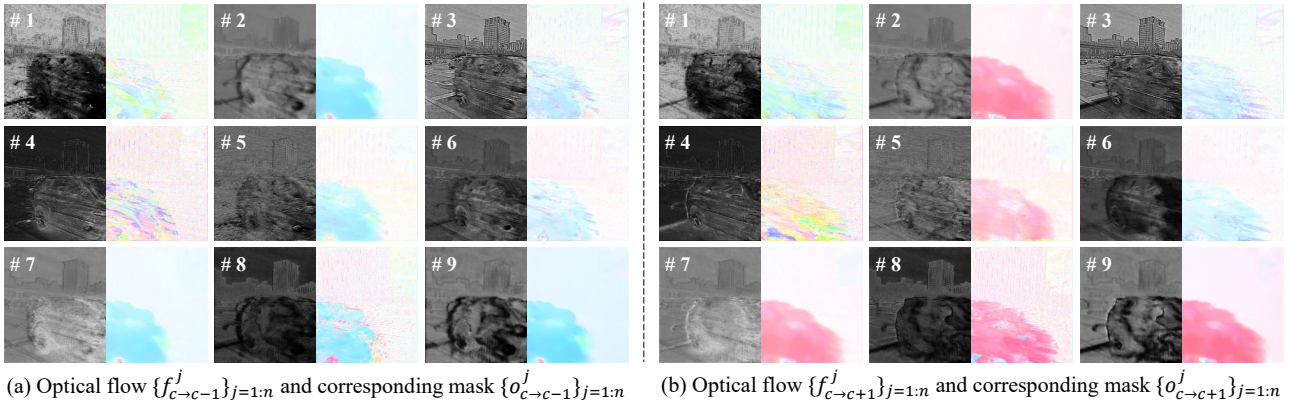 # 1 # 2 # 3 # 1 # 2 # 3
# 4 # 5 # 6 # 4 # 5 # 6
# 7 # 8 # 9 # 7 # 8 # 9
(a) Optical flow {f^j_{c→c−1}}_{j=1:n} and corresponding mask {o^j_{c→c−1}}_{j=1:n} (b) Optical flow {f^j_{c→c+1}}_{j=1:n} and corresponding mask {o^j_{c→c+1}}_{j=1:n}